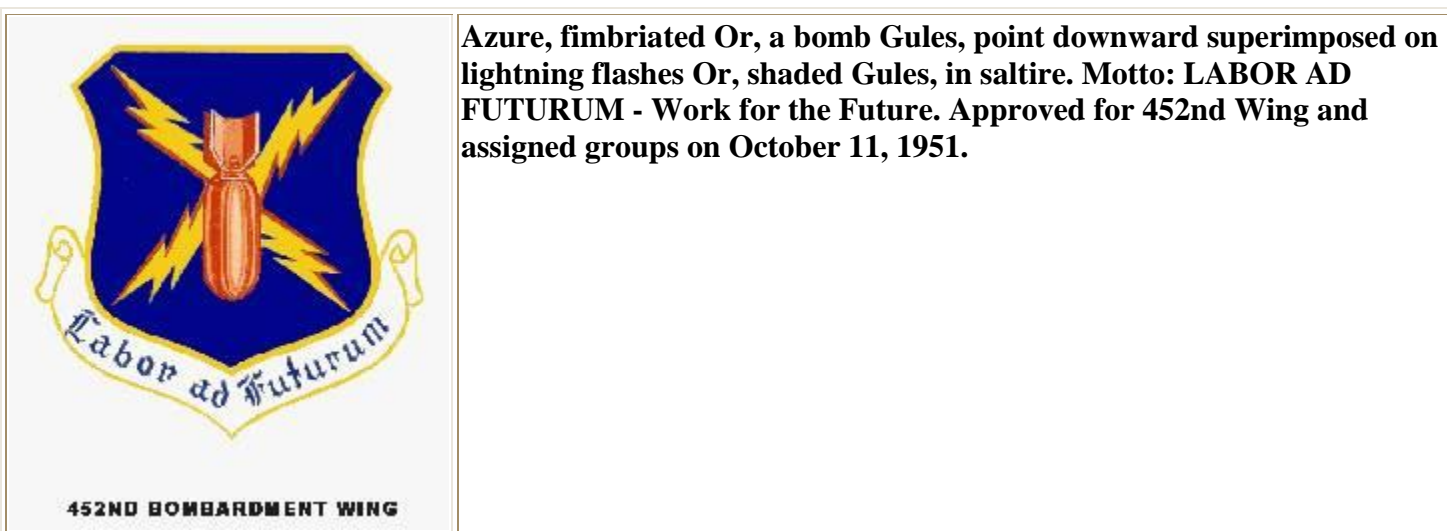 Azure, fimbriated Or, a bomb Gules, point downward superimposed on
lightning flashes Or, shaded Gules, in saltire. Motto: LABOR AD
FUTURUM - Work for the Future. Approved for 452nd Wing and
assigned groups on October 11, 1951.
Labor ad Futurum
452ND BOMBARDMENT WING